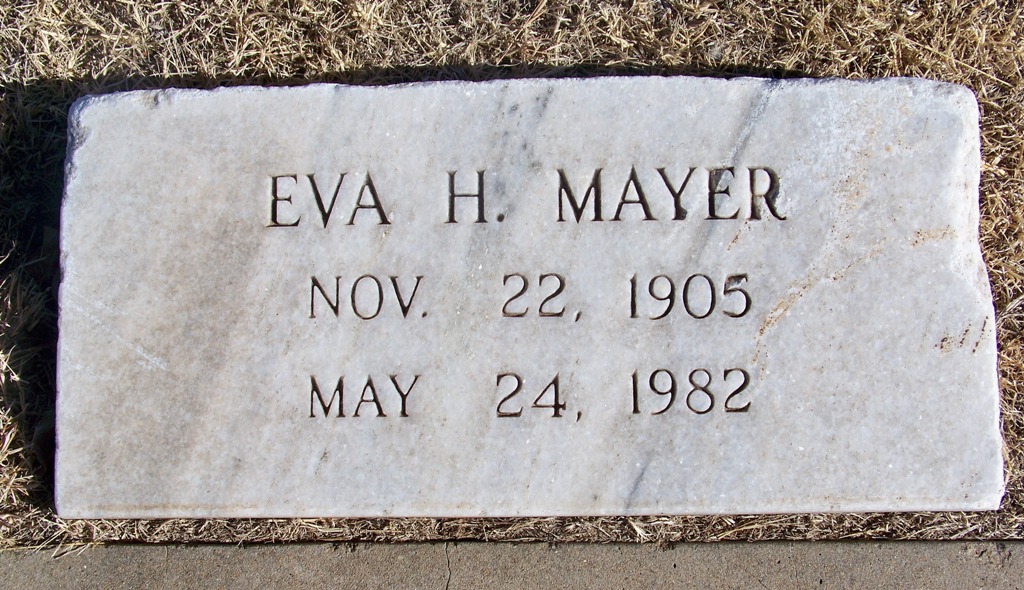 EVA H. MAYER
NOV. 22, 1905
MAY 24, 1982